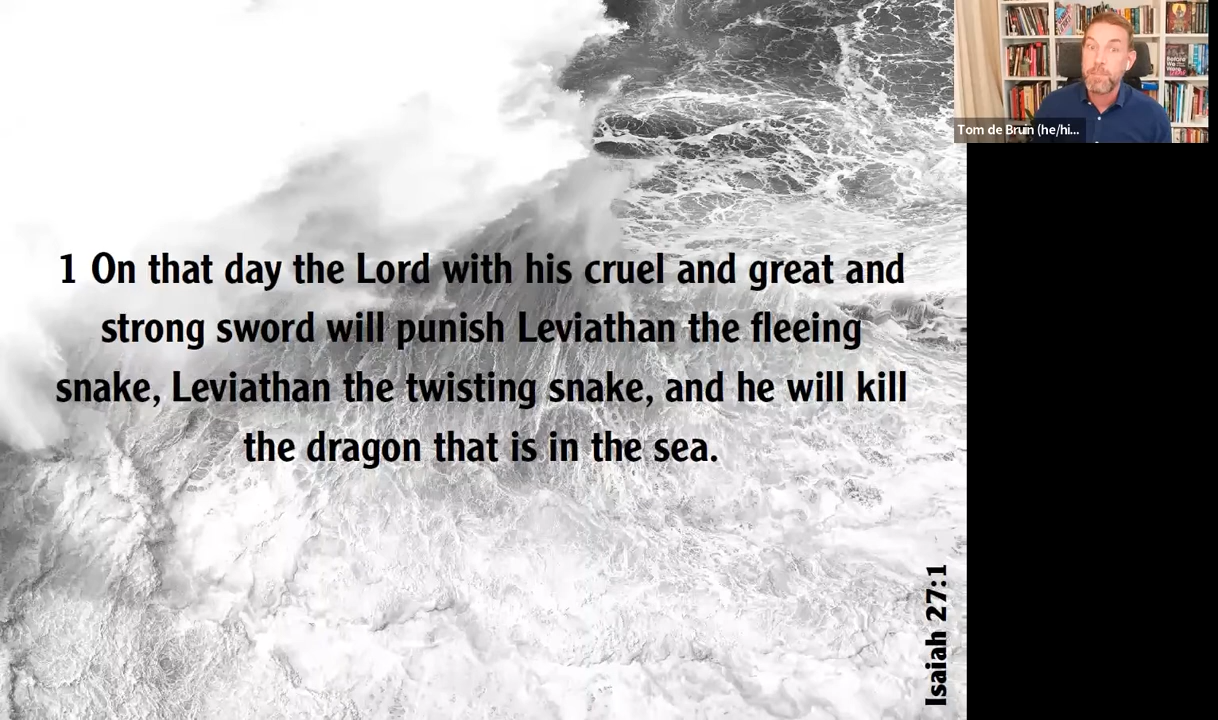 1 On that day the Lord with his cruel and great and
strong sword will punish Leviathan the fleeing
snake, Leviathan the twisting snake, and he will kill
the dragon that is in the sea.
Isaiah 27:1
Tom de Bruin (he/hi...